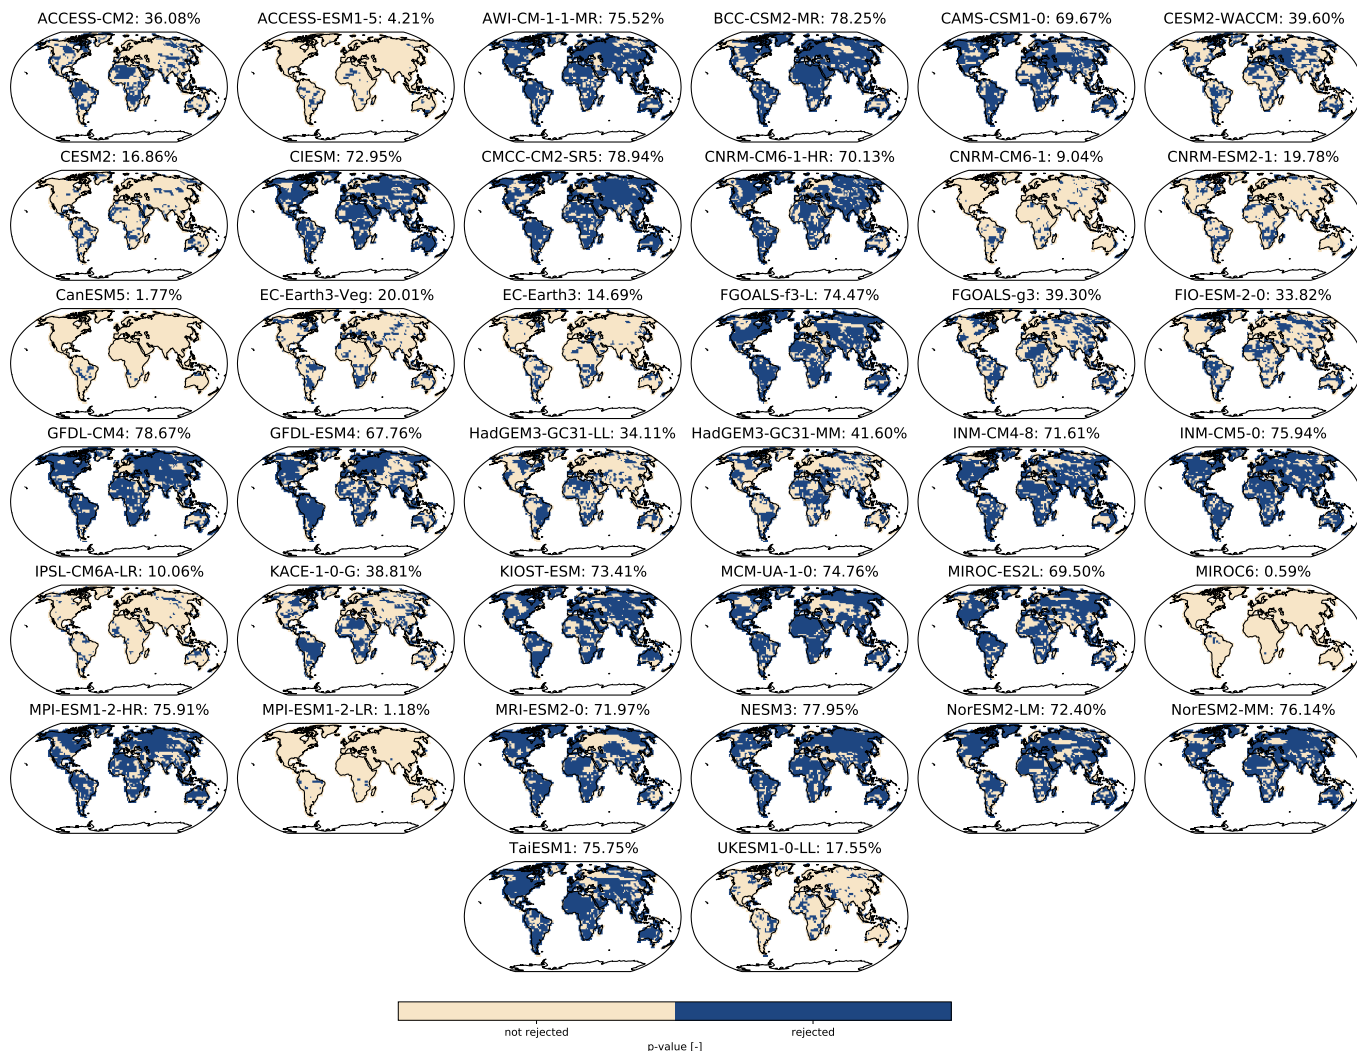 ACCESS-CM2: 36.08%
ACCESS-ESM1-5: 4.21%
AWI-CM-1-1-MR: 75.52%
BCC-CSM2-MR: 78.25%
CAMS-CSM1-0: 69.67%
CESM2-WACCM: 39.60%
CESM2: 16.86%
CIESM: 72.95%
CMCC-CM2-SR5: 78.94%
CNRM-CM6-1-HR: 70.13%
CNRM-CM6-1: 9.04%
CNRM-ESM2-1: 19.78%
CanESM5: 1.77%
EC-Earth3-Veg: 20.01%
EC-Earth3: 14.69%
FGOALS-f3-L: 74.47%
FGOALS-g3: 39.30%
FIO-ESM-2-0: 33.82%
GFDL-CM4: 78.67%
GFDL-ESM4: 67.76%
HadGEM3-GC31-LL: 34.11%
HadGEM3-GC31-MM: 41.60%
INM-CM4-8: 71.61%
INM-CM5-0: 75.94%
IPSL-CM6A-LR: 10.06%
KACE-1-0-G: 38.81%
KIOST-ESM: 73.41%
MCM-UA-1-0: 74.76%
MIROC-ES2L: 69.50%
MIROC6: 0.59%
MPI-ESM1-2-HR: 75.91%
MPI-ESM1-2-LR: 1.18%
MRI-ESM2-0: 71.97%
NESM3: 77.95%
NorESM2-LM: 72.40%
NorESM2-MM: 76.14%
TaiESM1: 75.75%
UKESM1-0-LL: 17.55%
not rejected
rejected
p-value [-]